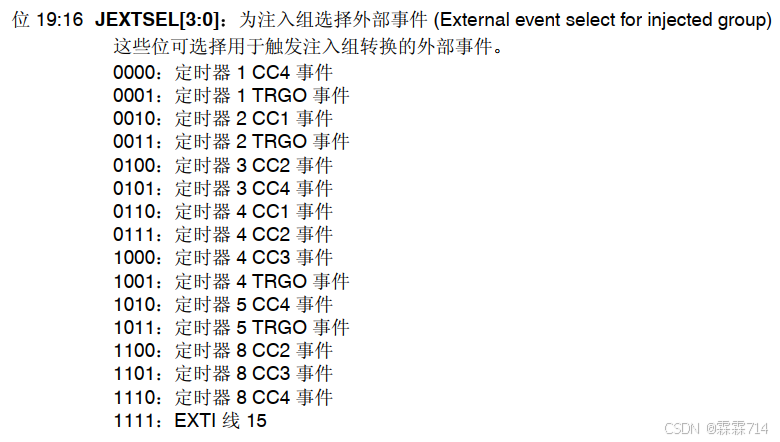 位 19:16 JEXTSEL[3:0]：为注入组选择外部事件 (External event select for injected group)
这些位可选择用于触发注入组转换的外部事件。
0000：定时器 1 CC4 事件
0001：定时器 1 TRGO 事件
0010：定时器 2 CC1 事件
0011：定时器 2 TRGO 事件
0100：定时器 3 CC2 事件
0101：定时器 3 CC4 事件
0110：定时器 4 CC1 事件
0111：定时器 4 CC2 事件
1000：定时器 4 CC3 事件
1001：定时器 4 TRGO 事件
1010：定时器 5 CC4 事件
1011：定时器 5 TRGO 事件
1100：定时器 8 CC2 事件
1101：定时器 8 CC3 事件
1110：定时器 8 CC4 事件
1111：EXTI 线 15
CSDN @霖霖714